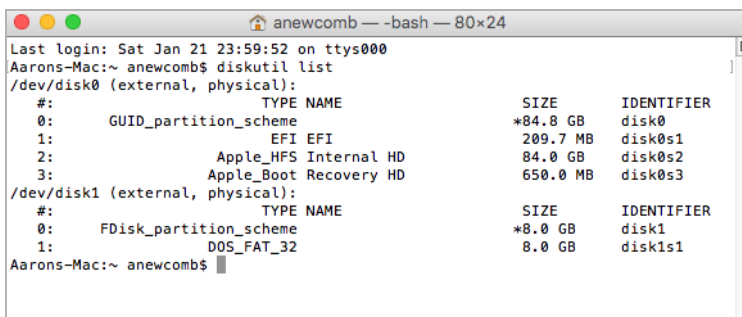 anewcomb — -bash — 80×24
Last login: Sat Jan 21 23:59:52 on ttys000
[Aarons-Mac:~ anewcomb$ diskutil list ]
/dev/disk0 (external, physical):
#: TYPE NAME SIZE IDENTIFIER
0: GUID_partition_scheme *84.8 GB disk0
1: EFI EFI 209.7 MB disk0s1
2: Apple_HFS Internal HD 84.0 GB disk0s2
3: Apple_Boot Recovery HD 650.0 MB disk0s3
/dev/disk1 (external, physical):
#: TYPE NAME SIZE IDENTIFIER
0: FDisk_partition_scheme *8.0 GB disk1
1: DOS_FAT_32 8.0 GB disk1s1
Aarons-Mac:~ anewcomb$